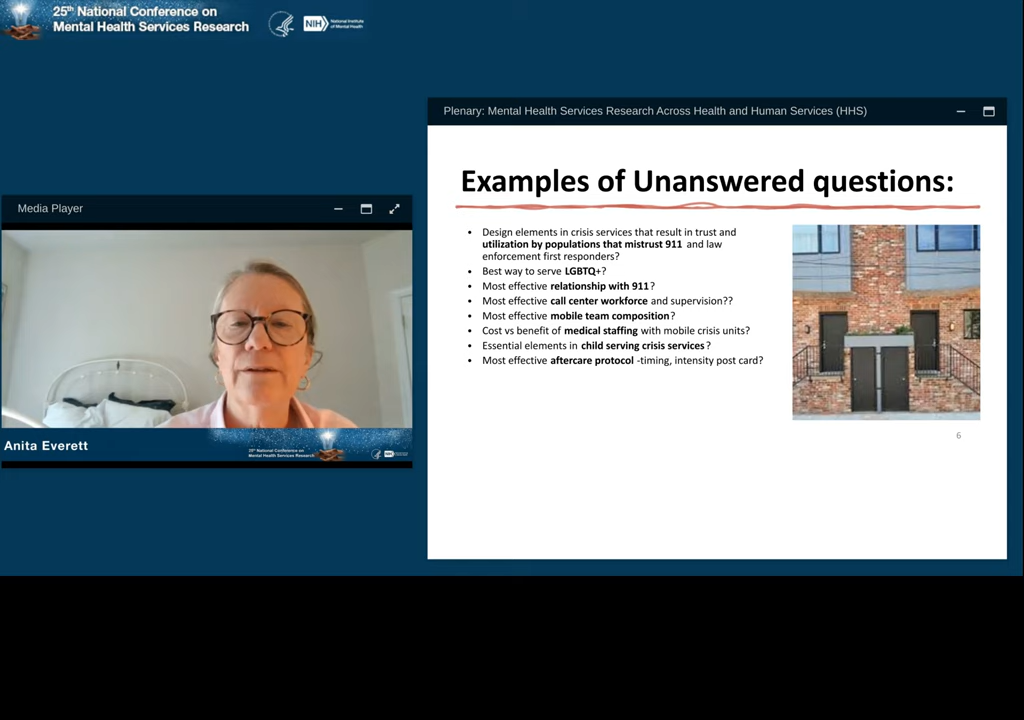 25th National Conference on
Mental Health Services Research
NIH
National Institute
of Mental Health
Plenary: Mental Health Services Research Across Health and Human Services (HHS)
Media Player
Anita Everett
25th National Conference on
Mental Health Services Research
Examples of Unanswered questions:
• Design elements in crisis services that result in trust and
utilization by populations that mistrust 911 and law
enforcement first responders?
• Best way to serve LGBTQ+?
• Most effective relationship with 911?
• Most effective call center workforce and supervision??
• Most effective mobile team composition?
• Cost vs benefit of medical staffing with mobile crisis units?
• Essential elements in child serving crisis services?
• Most effective aftercare protocol -timing, intensity post card?
6